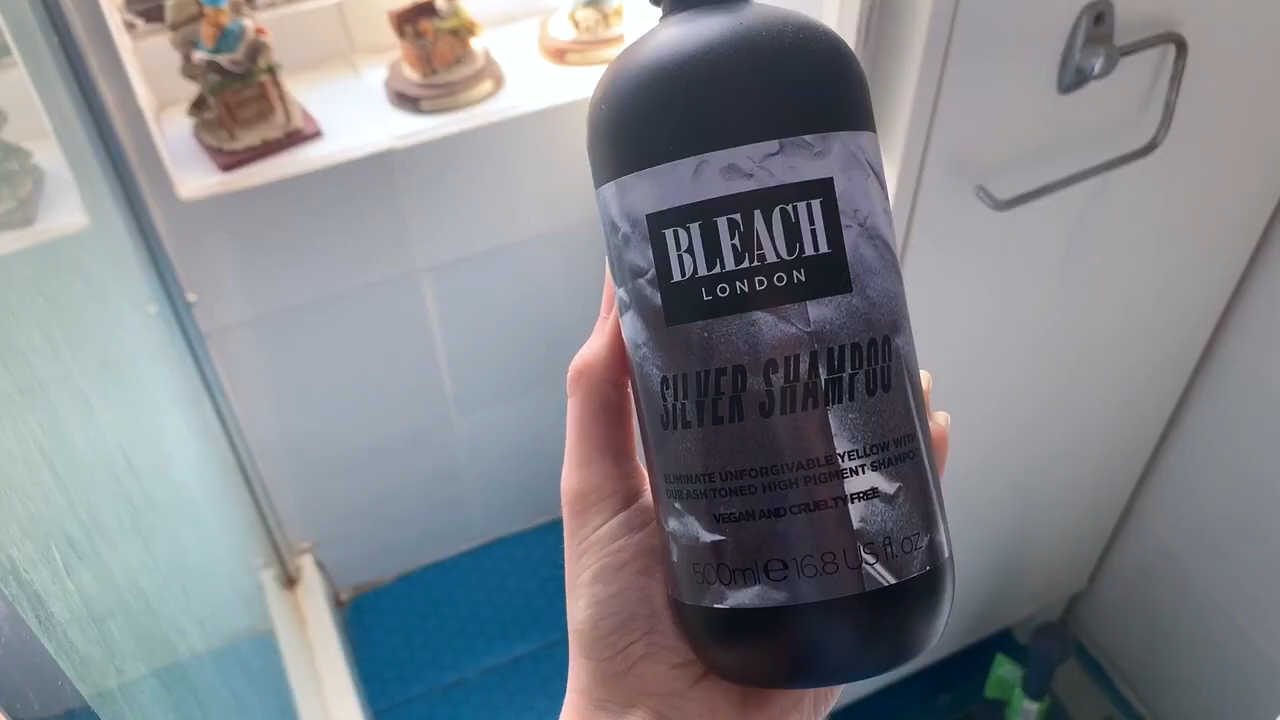 BLEACH
LONDON
SILVER SHAMPOO
ELIMINATE UNFORGIVABLE YELLOW WITH
OUR ASH TONED HIGH PIGMENT SHAMPOO
VEGAN AND CRUELTY FREE
500ml e 16.8 US fl. oz